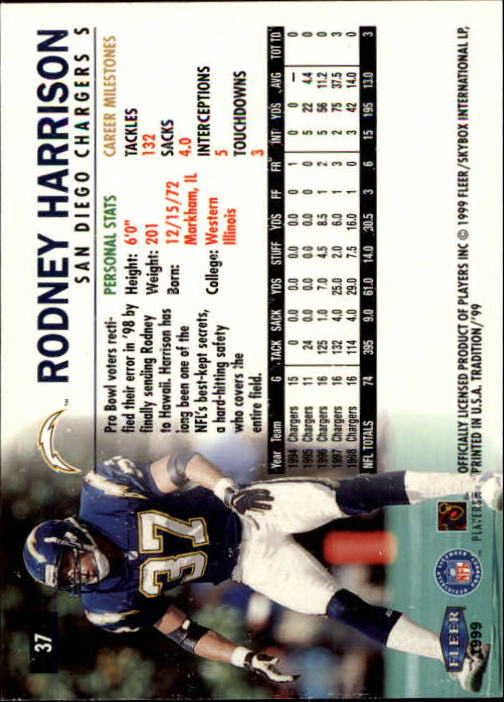 37
RODNEY HARRISON
SAN DIEGO CHARGERS S
Pro Bowl voters recti-
fied their error in '98 by
finally sending Rodney
to Hawaii. Harrison has
long been one of the
NFL's best-kept secrets,
a hard-hitting safety
who covers the
entire field.
PERSONAL STATS
Height: 6'0"
Weight: 201
Born:
12/15/72
Markham, IL
College: Western
Illinois
CAREER MILESTONES
TACKLES
132
SACKS
4.0
INTERCEPTIONS
5
TOUCHDOWNS
3
Year Team G TACK SACK YDS STUFF YDS FF FR INT YDS AVG TOT TD
1994 Chargers 15 0 0.0 0.0 0.0 0.0 0 1 0 0 — 0
1995 Chargers 11 24 0.0 0.0 0.0 0.0 0 0 5 22 4.4 0
1996 Chargers 16 125 1.0 7.0 4.5 8.5 1 2 5 56 11.2 0
1997 Chargers 16 132 4.0 25.0 2.0 6.0 1 3 2 75 37.5 3
1998 Chargers 16 114 4.0 29.0 7.5 16.0 1 0 3 42 14.0 0
NFL TOTALS 74 395 9.0 61.0 14.0 30.5 3 6 15 195 13.0 3
OFFICIALLY LICENSED PRODUCT OF PLAYERS INC © 1999 FLEER/SKYBOX INTERNATIONAL LP,
PRINTED IN U.S.A. TRADITION/'99
PLAYERS
NFL
FLEER
1999
37